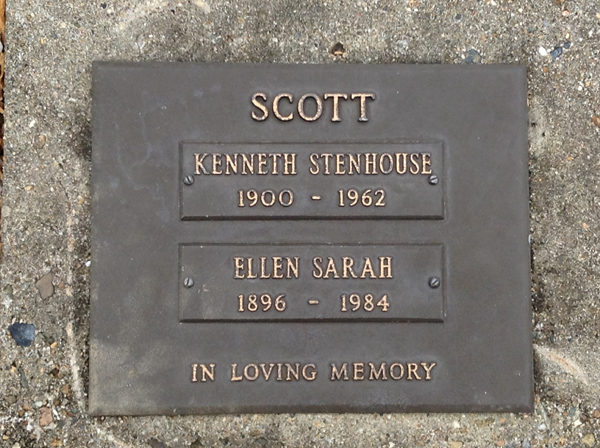 SCOTT
KENNETH STENHOUSE
1900 - 1962
ELLEN SARAH
1896 - 1984
IN LOVING MEMORY